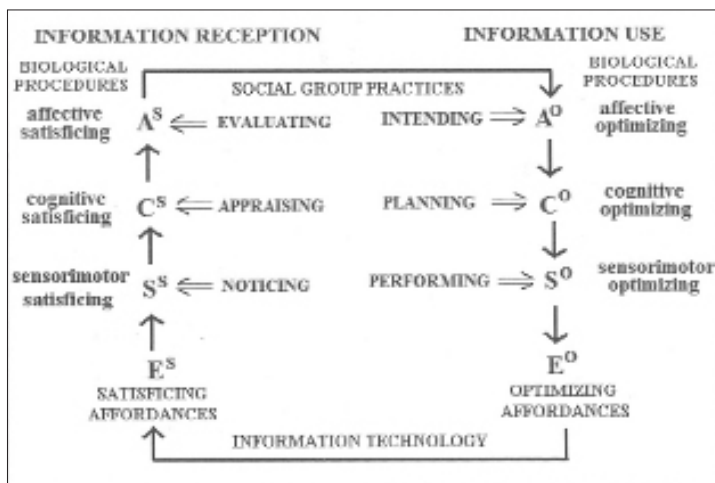 INFORMATION RECEPTION INFORMATION USE
BIOLOGICAL PROCEDURES BIOLOGICAL PROCEDURES
SOCIAL GROUP PRACTICES
affective satisficing A^S EVALUATING INTENDING A^O affective optimizing
cognitive satisficing C^S APPRAISING PLANNING C^O cognitive optimizing
sensorimotor satisficing S^S NOTICING PERFORMING S^O sensorimotor optimizing
E^S E^O
SATISFICING AFFORDANCES OPTIMIZING AFFORDANCES
INFORMATION TECHNOLOGY